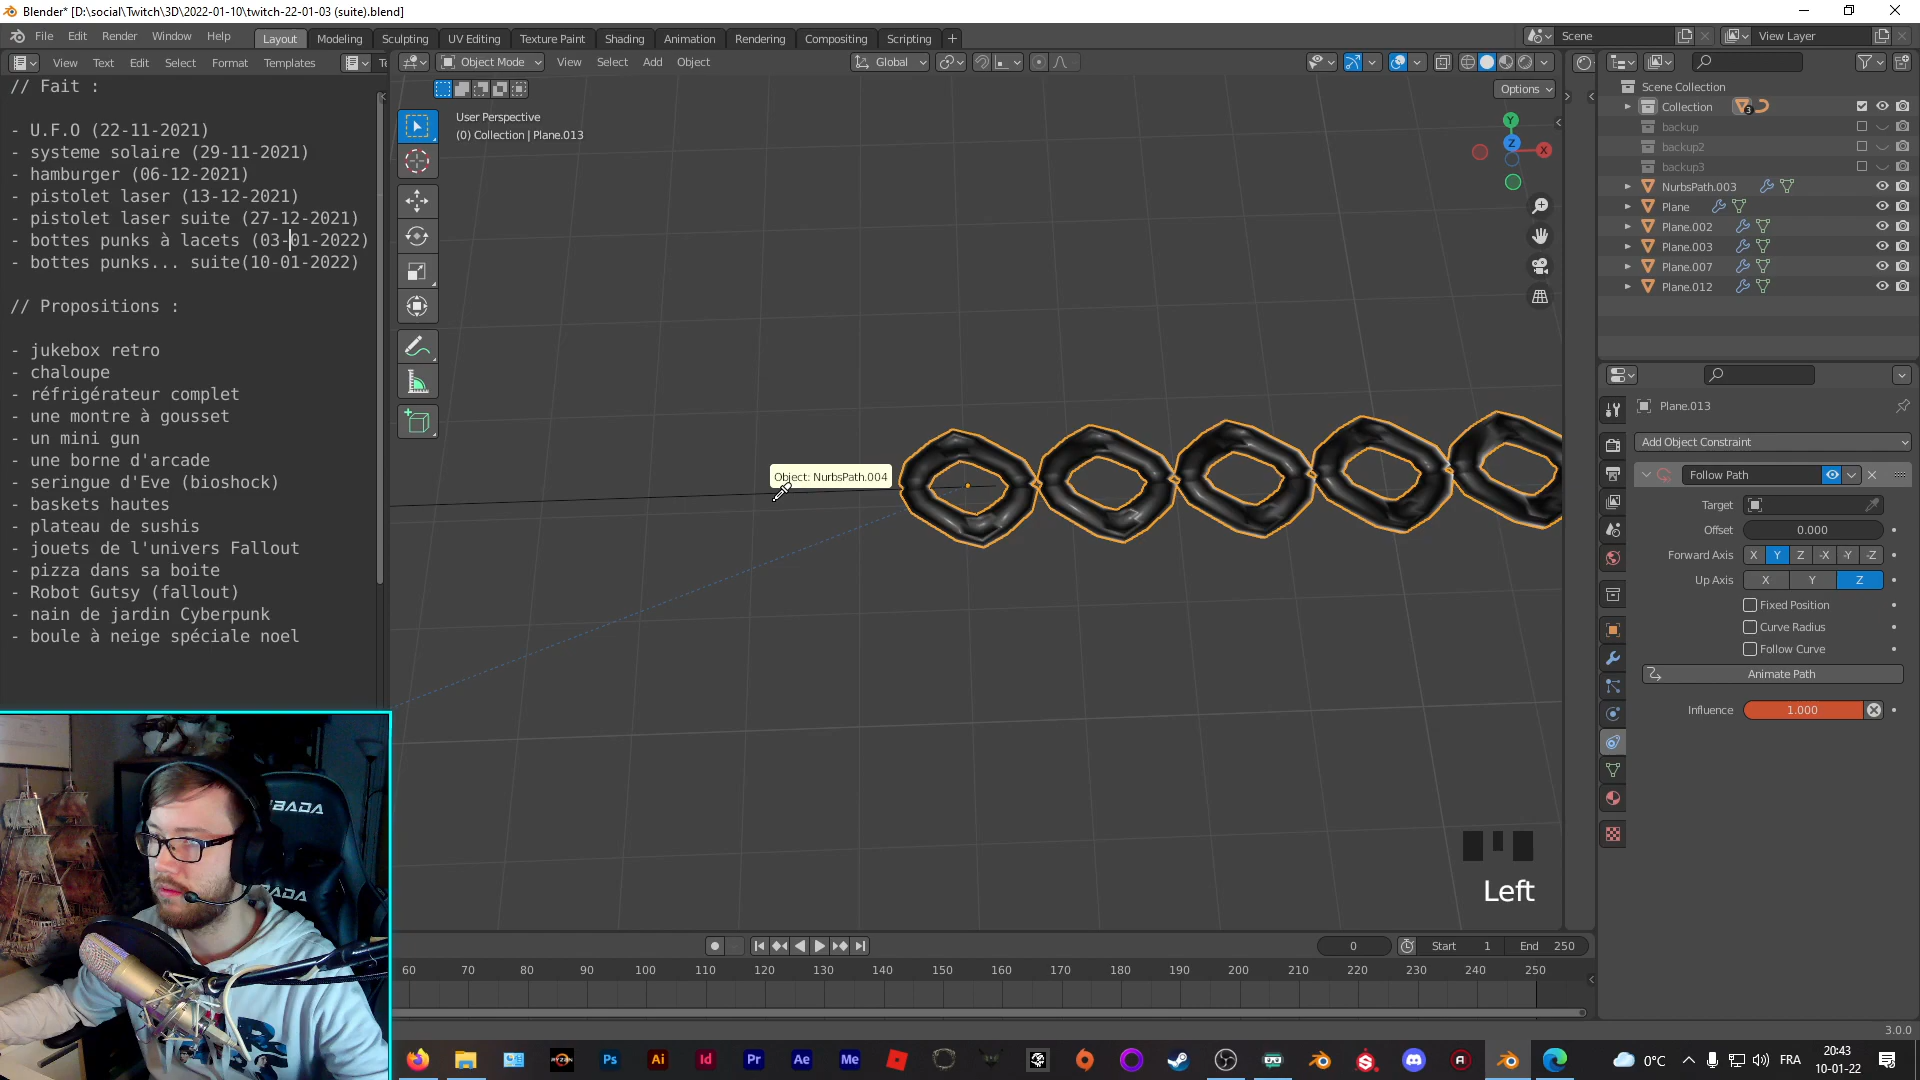 Blender* [D:\social\Twitch\3D\2022-01-10\twitch-22-01-03 (suite).blend]
File Edit Render Window Help Layout Modeling Sculpting UV Editing Texture Paint Shading Animation Rendering Compositing Scripting Scene View Layer
View Text Edit Select Format Templates Te Object Mode View Select Add Object Global
Options
// Fait :
- U.F.O (22-11-2021)
- systeme solaire (29-11-2021)
- hamburger (06-12-2021)
- pistolet laser (13-12-2021)
- pistolet laser suite (27-12-2021)
- bottes punks à lacets (03-01-2022)
- bottes punks... suite(10-01-2022)
// Propositions :
- jukebox retro
- chaloupe
- réfrigérateur complet
- une montre à gousset
- un mini gun
- une borne d'arcade
- seringue d'Eve (bioshock)
- baskets hautes
- plateau de sushis
- jouets de l'univers Fallout
- pizza dans sa boite
- Robot Gutsy (fallout)
- nain de jardin Cyberpunk
- boule à neige spéciale noel
User Perspective
(0) Collection | Plane.013
Y
Z
X
Object: NurbsPath.004
Left
Scene Collection
Collection 3
backup
backup2
backup3
NurbsPath.003
Plane
Plane.002
Plane.003
Plane.007
Plane.012
Plane.013
Add Object Constraint
Follow Path
Target
Offset 0.000
Forward Axis X Y Z -X -Y -Z
Up Axis X Y Z
Fixed Position
Curve Radius
Follow Curve
Animate Path
Influence 1.000
0 Start 1 End 250
60 70 80 90 100 110 120 130 140 150 160 170 180 190 200 210 220 230 240 250
3.0.0
BADA
ADA
RYZEN
Ps Ai Id Pr Ae Me
0°C FRA 20:43
10-01-22